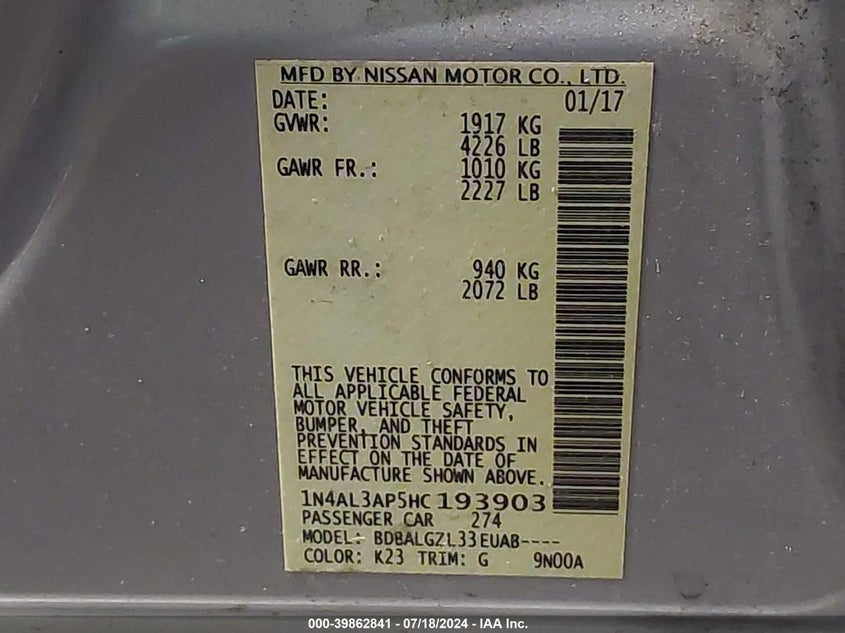 MFD BY NISSAN MOTOR CO., LTD.
DATE: 01/17
GVWR: 1917 KG
4226 LB
GAWR FR.: 1010 KG
2227 LB
GAWR RR.: 940 KG
2072 LB
THIS VEHICLE CONFORMS TO
ALL APPLICABLE FEDERAL
MOTOR VEHICLE SAFETY,
BUMPER, AND THEFT
PREVENTION STANDARDS IN
EFFECT ON THE DATE OF
MANUFACTURE SHOWN ABOVE.
1N4AL3AP5HC193903
PASSENGER CAR 274
MODEL: BDBALGZL33EUAB----
COLOR: K23 TRIM: G 9N00A
000-39862841 - 07/18/2024 - IAA Inc.